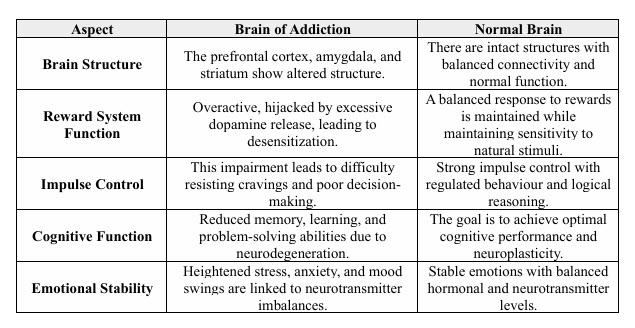 Aspect Brain of Addiction Normal Brain
Brain Structure
The prefrontal cortex, amygdala, and
striatum show altered structure.
There are intact structures with
balanced connectivity and
normal function.
Reward System
Function
Overactive, hijacked by excessive
dopamine release, leading to
desensitization.
A balanced response to rewards
is maintained while
maintaining sensitivity to
natural stimuli.
Impulse Control
This impairment leads to difficulty
resisting cravings and poor decision-
making.
Strong impulse control with
regulated behaviour and logical
reasoning.
Cognitive Function
Reduced memory, learning, and
problem-solving abilities due to
neurodegeneration.
The goal is to achieve optimal
cognitive performance and
neuroplasticity.
Emotional Stability
Heightened stress, anxiety, and mood
swings are linked to neurotransmitter
imbalances.
Stable emotions with balanced
hormonal and neurotransmitter
levels.